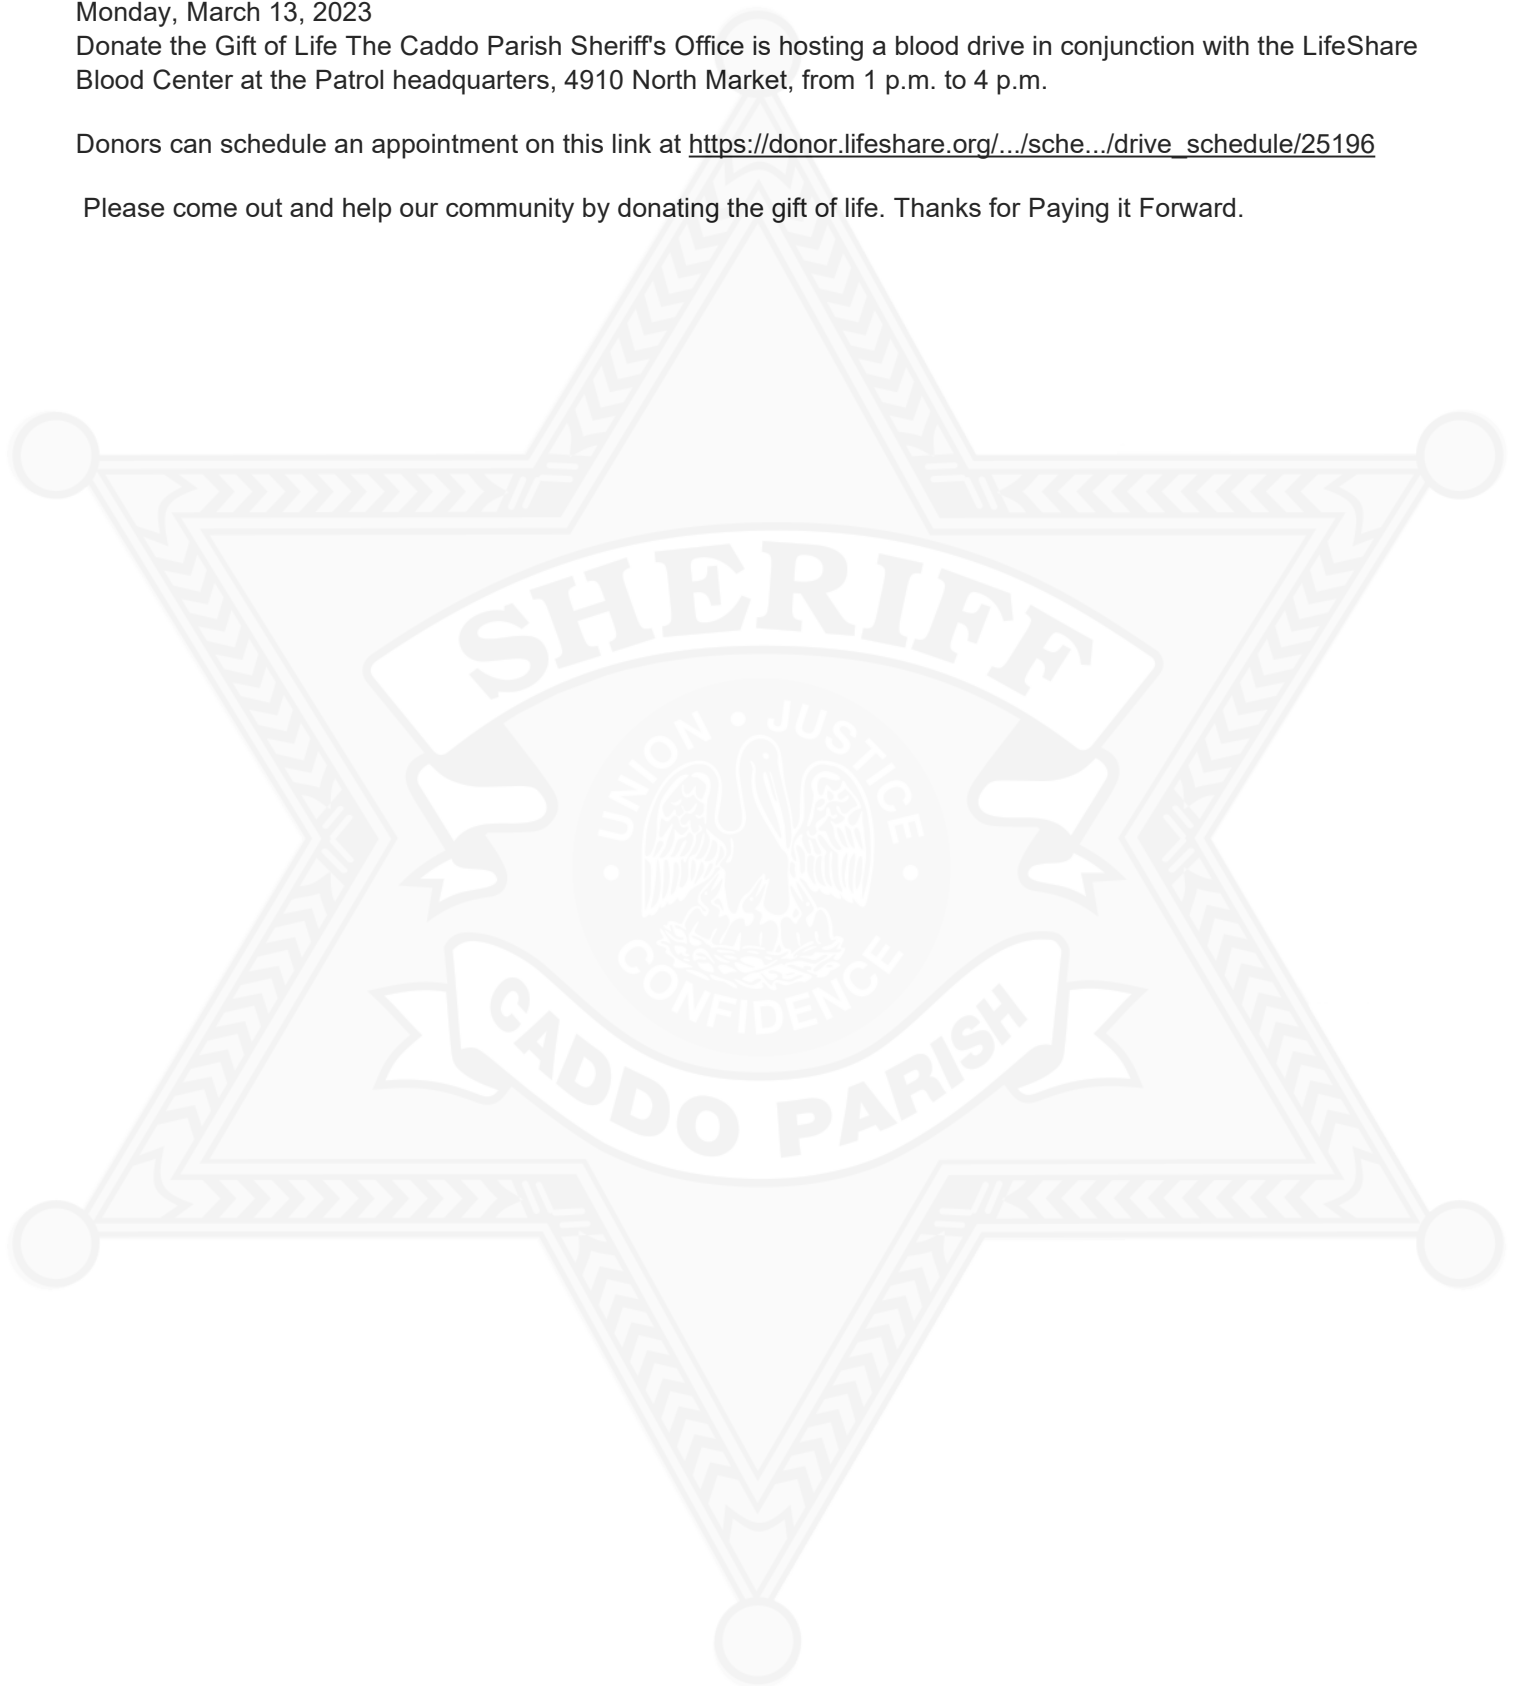 Monday, March 13, 2023
Donate the Gift of Life The Caddo Parish Sheriff's Office is hosting a blood drive in conjunction with the LifeShare
Blood Center at the Patrol headquarters, 4910 North Market, from 1 p.m. to 4 p.m.
Donors can schedule an appointment on this link at https://donor.lifeshare.org/.../sche.../drive_schedule/25196
Please come out and help our community by donating the gift of life. Thanks for Paying it Forward.
SHERIFF
UNION • JUSTICE
• CONFIDENCE •
CADDO PARISH